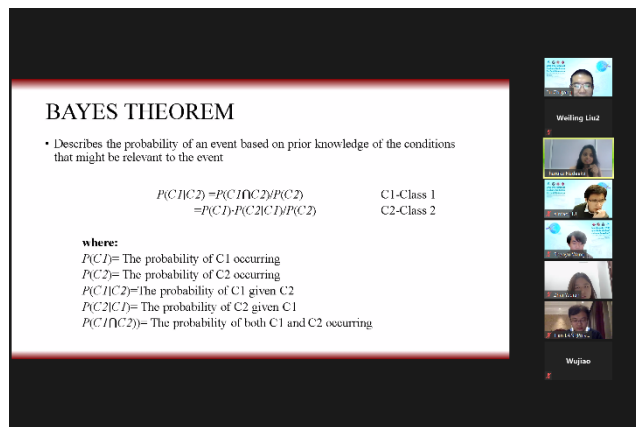 BAYES THEOREM
• Describes the probability of an event based on prior knowledge of the conditions
that might be relevant to the event
P(C1|C2) =P(C1⋂C2)/P(C2) C1-Class 1
=P(C1)·P(C2|C1)/P(C2) C2-Class 2
where:
P(C1)= The probability of C1 occurring
P(C2)= The probability of C2 occurring
P(C1|C2)=The probability of C1 given C2
P(C2|C1)= The probability of C2 given C1
P(C1⋂C2))= The probability of both C1 and C2 occurring
Weiling Liu2
Wujiao